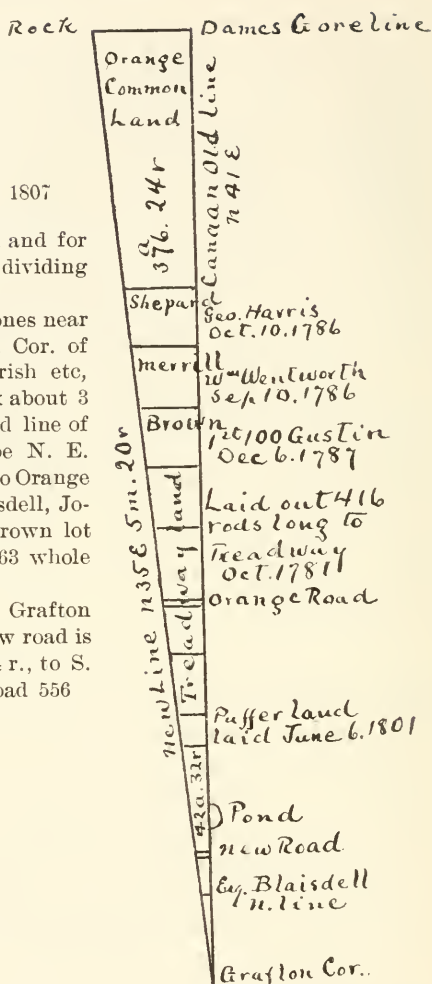 Rock
Dames Goreline
Orange
Common
Land
a
376. 24r
Canaan Old Line
n 41 E
1807
and for
dividing
Shepard
Geo. Harris
Oct. 10. 1786
ones near
Cor. of
rish etc,
t about 3
d line of
be N. E.
o Orange
sdell, Jo-
rown lot
63 whole
Merrill
Wm Wentworth
Sep 10. 1786
Brown
1st 100 Gustin
Dec 6. 1787
New Line n 35 E 5 m. 20r
Treadway land
Laid out 416
rods long to
Treadway
Oct. 1781
Orange Road
Grafton
w road is
r., to S.
oad 556
Puffer land
laid June 6. 1801
42a. 32r
Pond
new Road
Blaisdell
n. line
Grafton Cor..